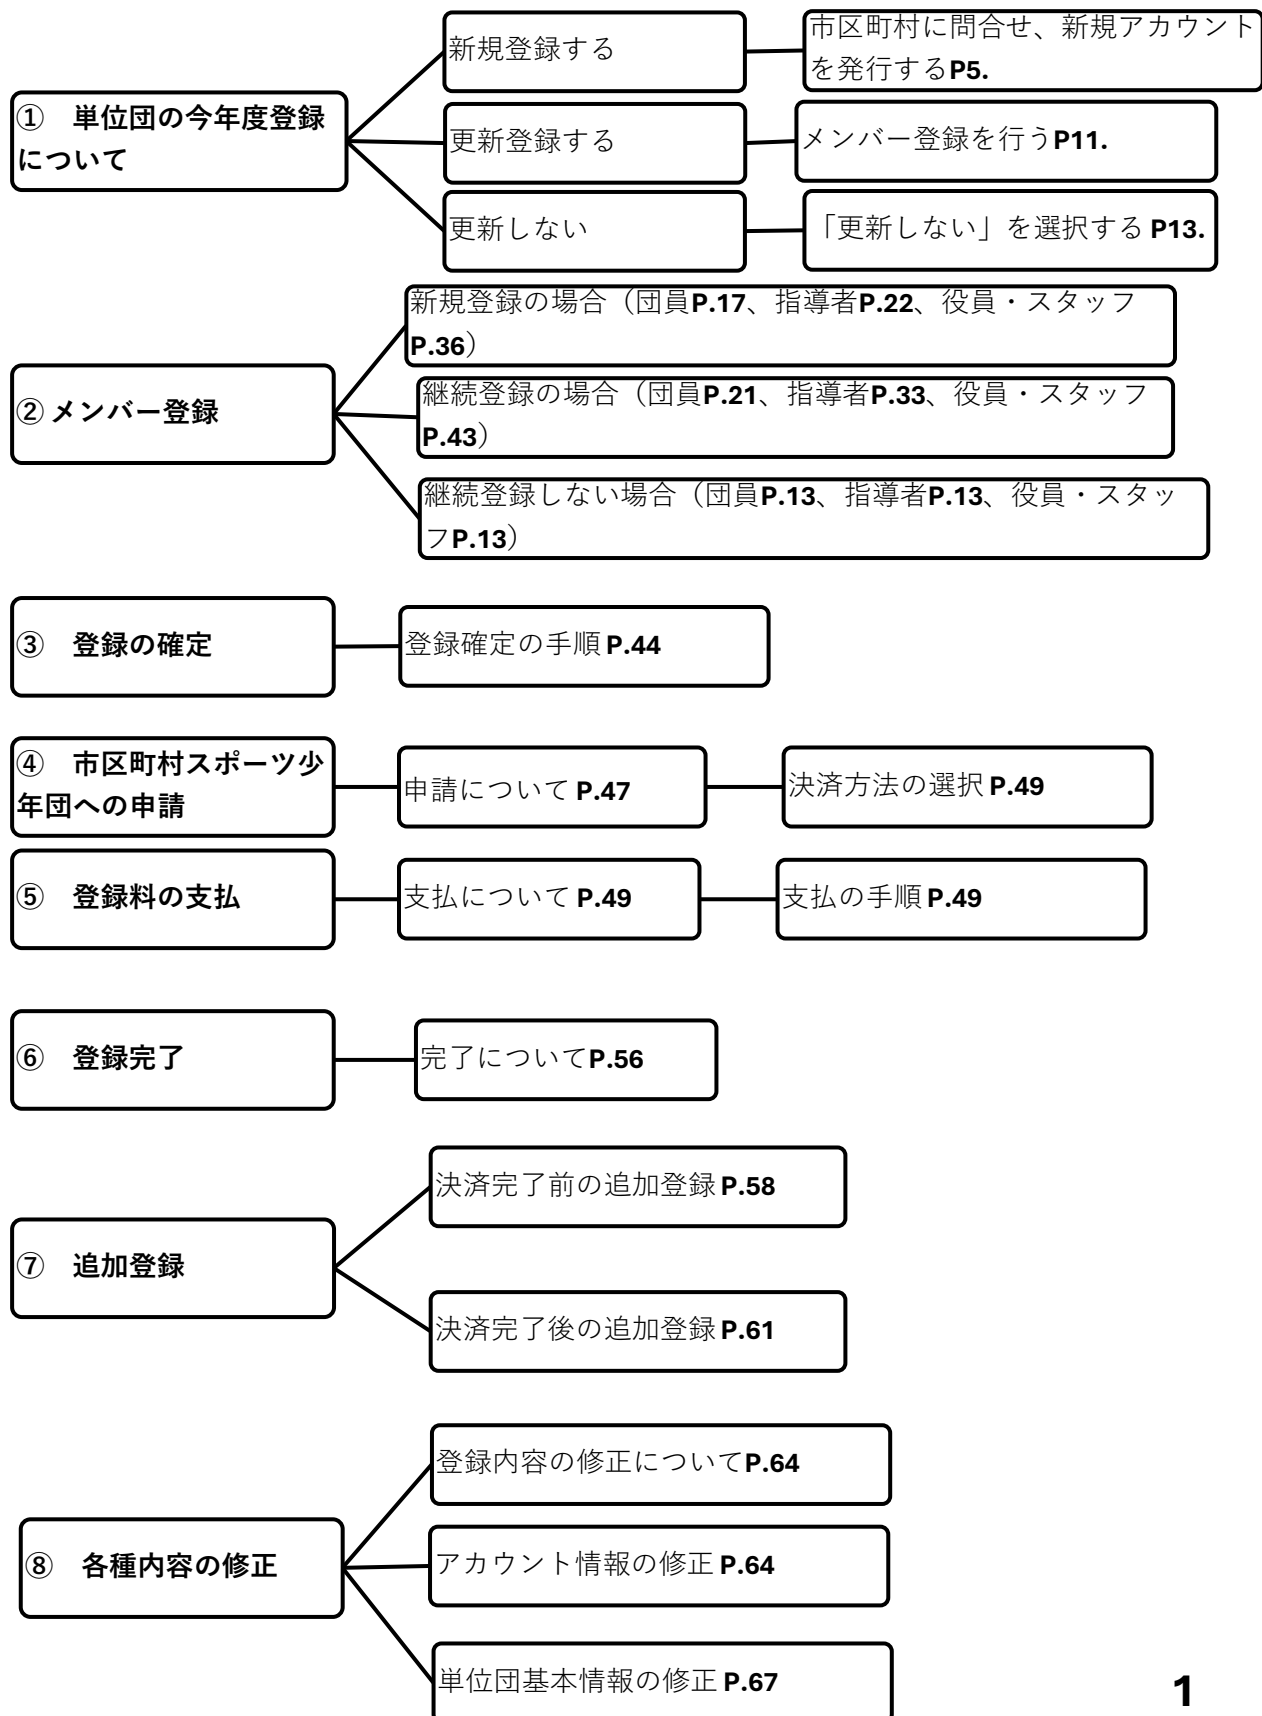 ① 単位団の今年度登録
について
新規登録する
市区町村に問合せ、新規アカウント
を発行するP5.
更新登録する
メンバー登録を行うP11.
更新しない
「更新しない」を選択する P13.
② メンバー登録
新規登録の場合（団員P.17、指導者P.22、役員・スタッフ
P.36）
継続登録の場合（団員P.21、指導者P.33、役員・スタッフ
P.43）
継続登録しない場合（団員P.13、指導者P.13、役員・スタッ
フP.13）
③ 登録の確定
登録確定の手順 P.44
④ 市区町村スポーツ少
年団への申請
申請について P.47
決済方法の選択 P.49
⑤ 登録料の支払
支払について P.49
支払の手順 P.49
⑥ 登録完了
完了についてP.56
⑦ 追加登録
決済完了前の追加登録 P.58
決済完了後の追加登録 P.61
⑧ 各種内容の修正
登録内容の修正についてP.64
アカウント情報の修正 P.64
単位団基本情報の修正 P.67
1